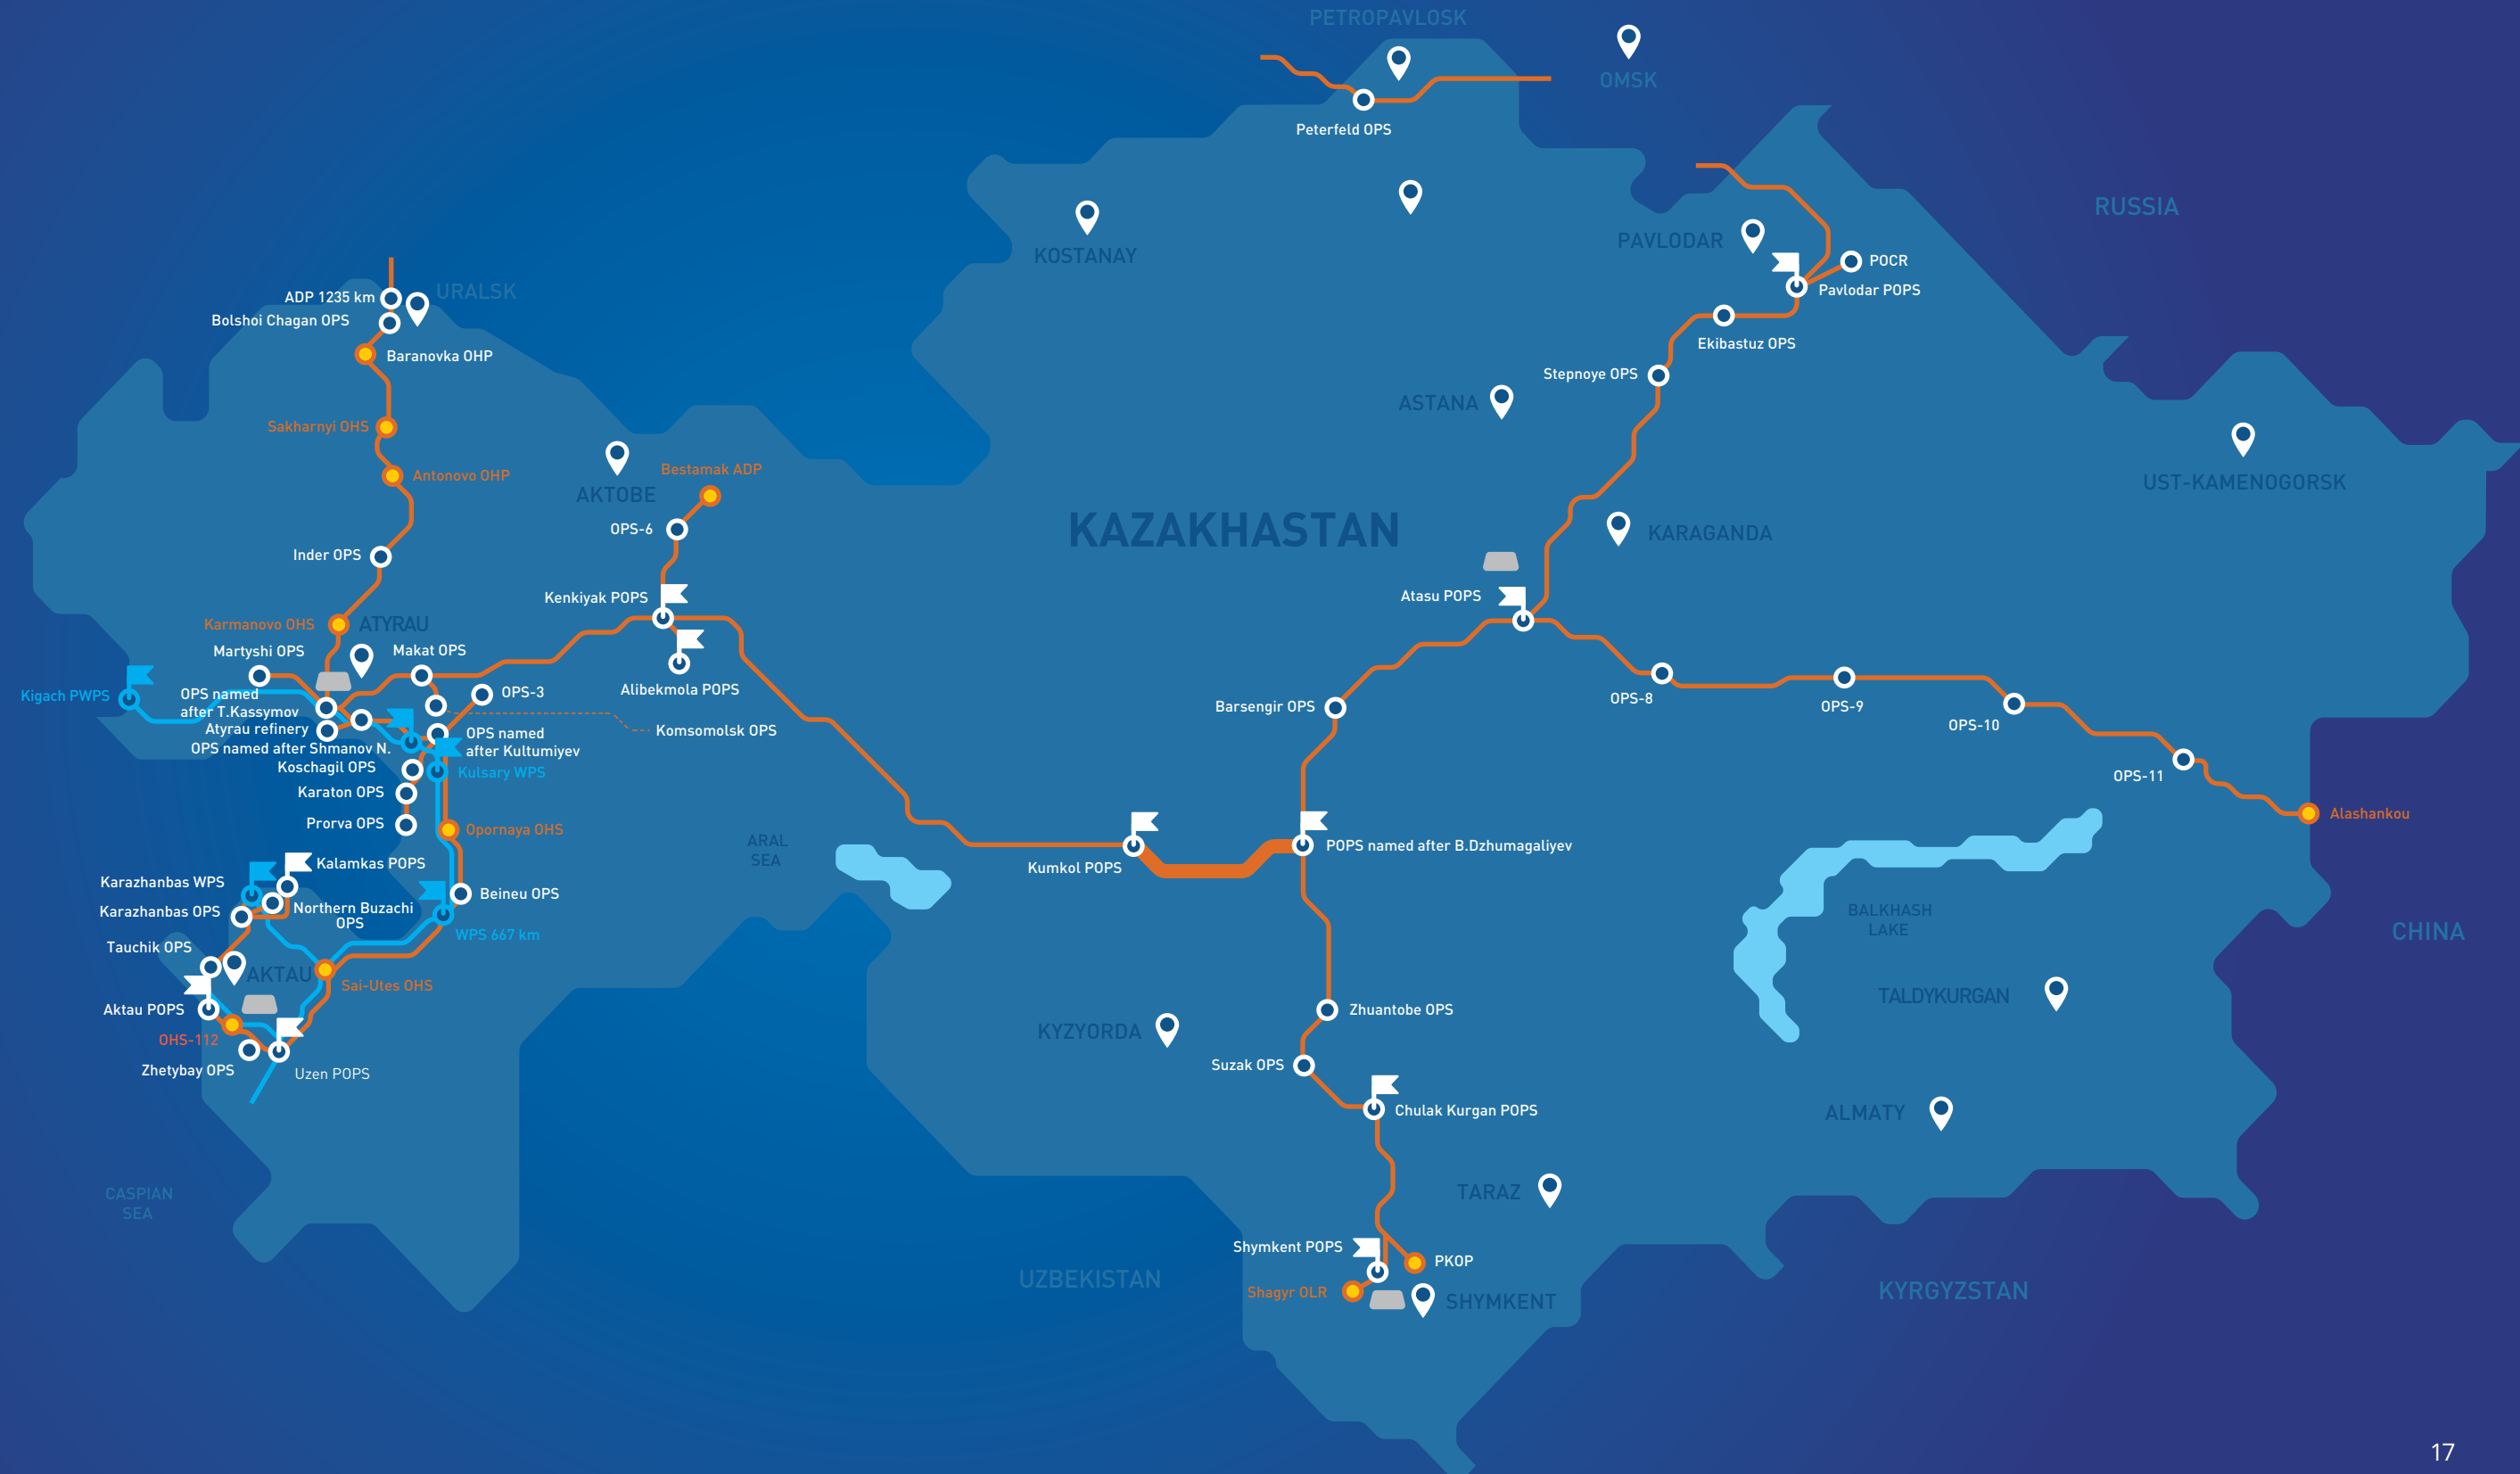 PETROPAVLOSK
OMSK
Peterfeld OPS
RUSSIA
KOSTANAY
PAVLODAR
POCR
Pavlodar POPS
URALSK
ADP 1235 km
Bolshoi Chagan OPS
Baranovka OHP
Ekibastuz OPS
Stepnoye OPS
ASTANA
Sakharnyi OHS
Antonovo OHP
Bestamak ADP
AKTOBE
OPS-6
UST-KAMENOGORSK
KAZAKHASTAN
KARAGANDA
Inder OPS
Kenkiyak POPS
Atasu POPS
Karmanovo OHS
ATYRAU
Martyshi OPS
Makat OPS
Alibekmola POPS
Kigach PWPS
OPS named
after T.Kassymov
OPS-3
Atyrau refinery
Komsomolsk OPS
OPS named after Shmanov N.
OPS named
after Kultumiyev
Koschagil OPS
Kulsary WPS
Karaton OPS
Prorva OPS
Opornaya OHS
Barsengir OPS
OPS-8
OPS-9
OPS-10
OPS-11
Alashankou
ARAL
SEA
Kumkol POPS
POPS named after B.Dzhumagaliyev
Kalamkas POPS
Karazhanbas WPS
Karazhanbas OPS
Northern Buzachi
OPS
Beineu OPS
WPS 667 km
Tauchik OPS
AKTAU
Sai-Utes OHS
Aktau POPS
OHS-112
Zhetybay OPS
Uzen POPS
BALKHASH
LAKE
CHINA
TALDYKURGAN
KYZYORDA
Zhuantobe OPS
Suzak OPS
Chulak Kurgan POPS
ALMATY
CASPIAN
SEA
TARAZ
Shymkent POPS
PKOP
UZBEKISTAN
Shagyr OLR
SHYMKENT
KYRGYZSTAN
17